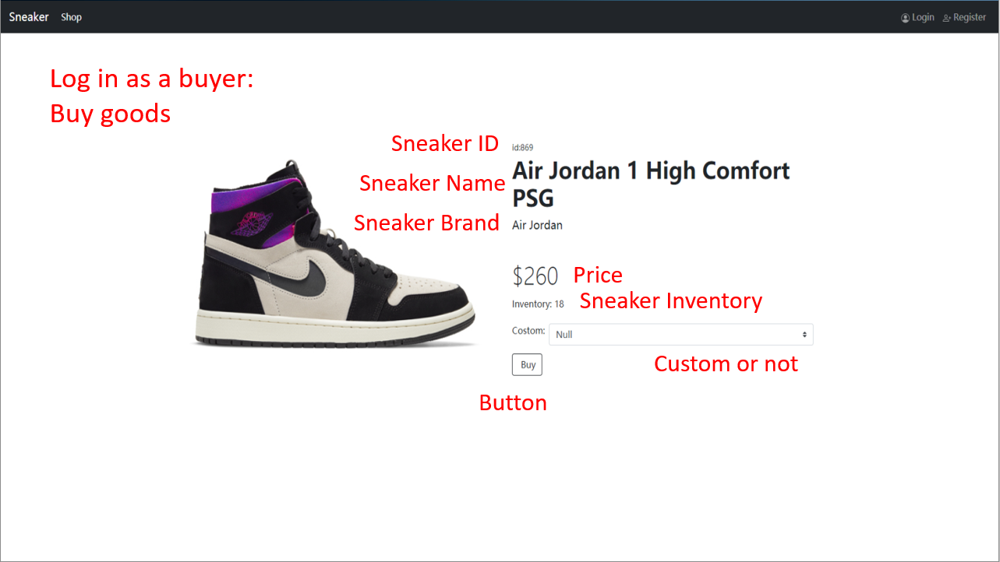 Sneaker Shop Login Register
Log in as a buyer:
Buy goods
Sneaker ID id:869
Sneaker Name Air Jordan 1 High Comfort
PSG
Sneaker Brand Air Jordan
$260 Price
Inventory: 18 Sneaker Inventory
Custom: Null
Custom or not
Buy
Button